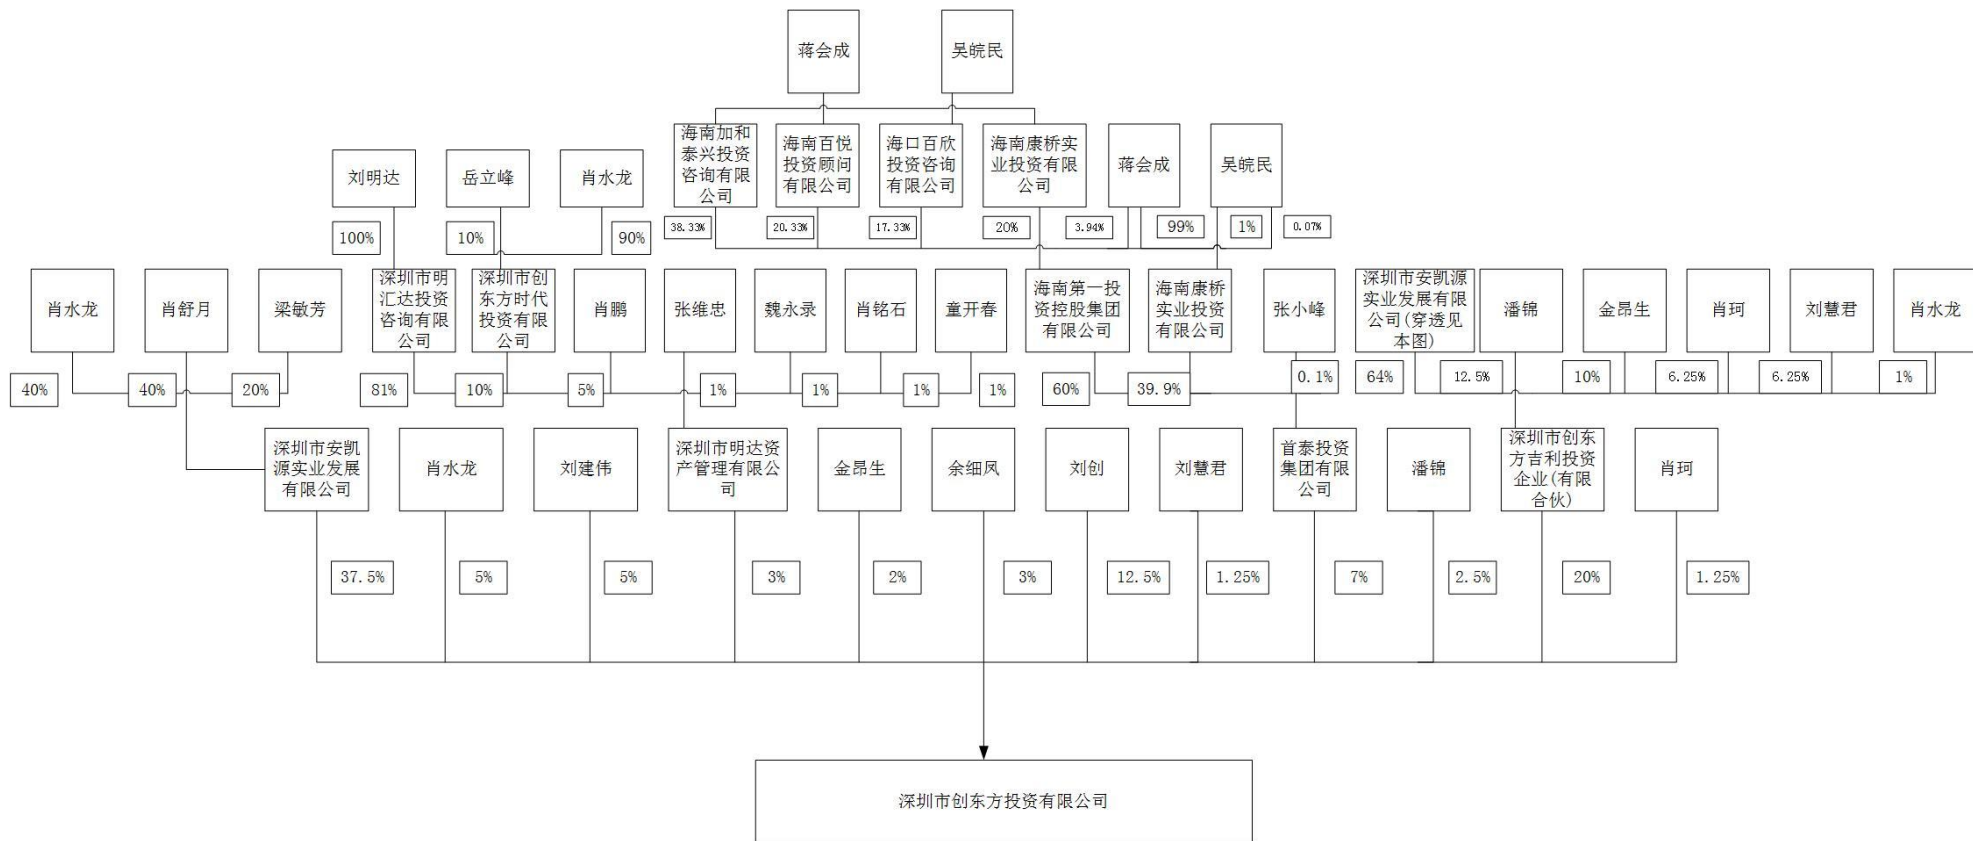 蒋会成
吴皖民
海南加和
泰兴投资
咨询有限
公司
海南百悦
投资顾问
有限公司
海口百欣
投资咨询
有限公司
海南康桥实
业投资有限
公司
蒋会成
吴皖民
刘明达
岳立峰
肖水龙
100%
10%
90%
38.33%
20.33%
17.33%
20%
3.94%
99%
1%
0.07%
肖水龙
肖舒月
梁敏芳
深圳市明
汇达投资
咨询有限
公司
深圳市创
东方时代
投资有限
公司
肖鹏
张维忠
魏永录
肖铭石
童开春
海南第一投
资控股集团
有限公司
海南康桥
实业投资
有限公司
张小峰
深圳市安凯源
实业发展有限
公司(穿透见
本图)
潘锦
金昂生
肖珂
刘慧君
肖水龙
40%
40%
20%
81%
10%
5%
1%
1%
1%
1%
60%
39.9%
0.1%
64%
12.5%
10%
6.25%
6.25%
1%
深圳市安凯
源实业发展
有限公司
肖水龙
刘建伟
深圳市明达资
产管理有限公
司
金昂生
余细凤
刘创
刘慧君
首泰投资
集团有限
公司
潘锦
深圳市创东
方吉利投资
企业(有限
合伙)
肖珂
37.5%
5%
5%
3%
2%
3%
12.5%
1.25%
7%
2.5%
20%
1.25%
深圳市创东方投资有限公司